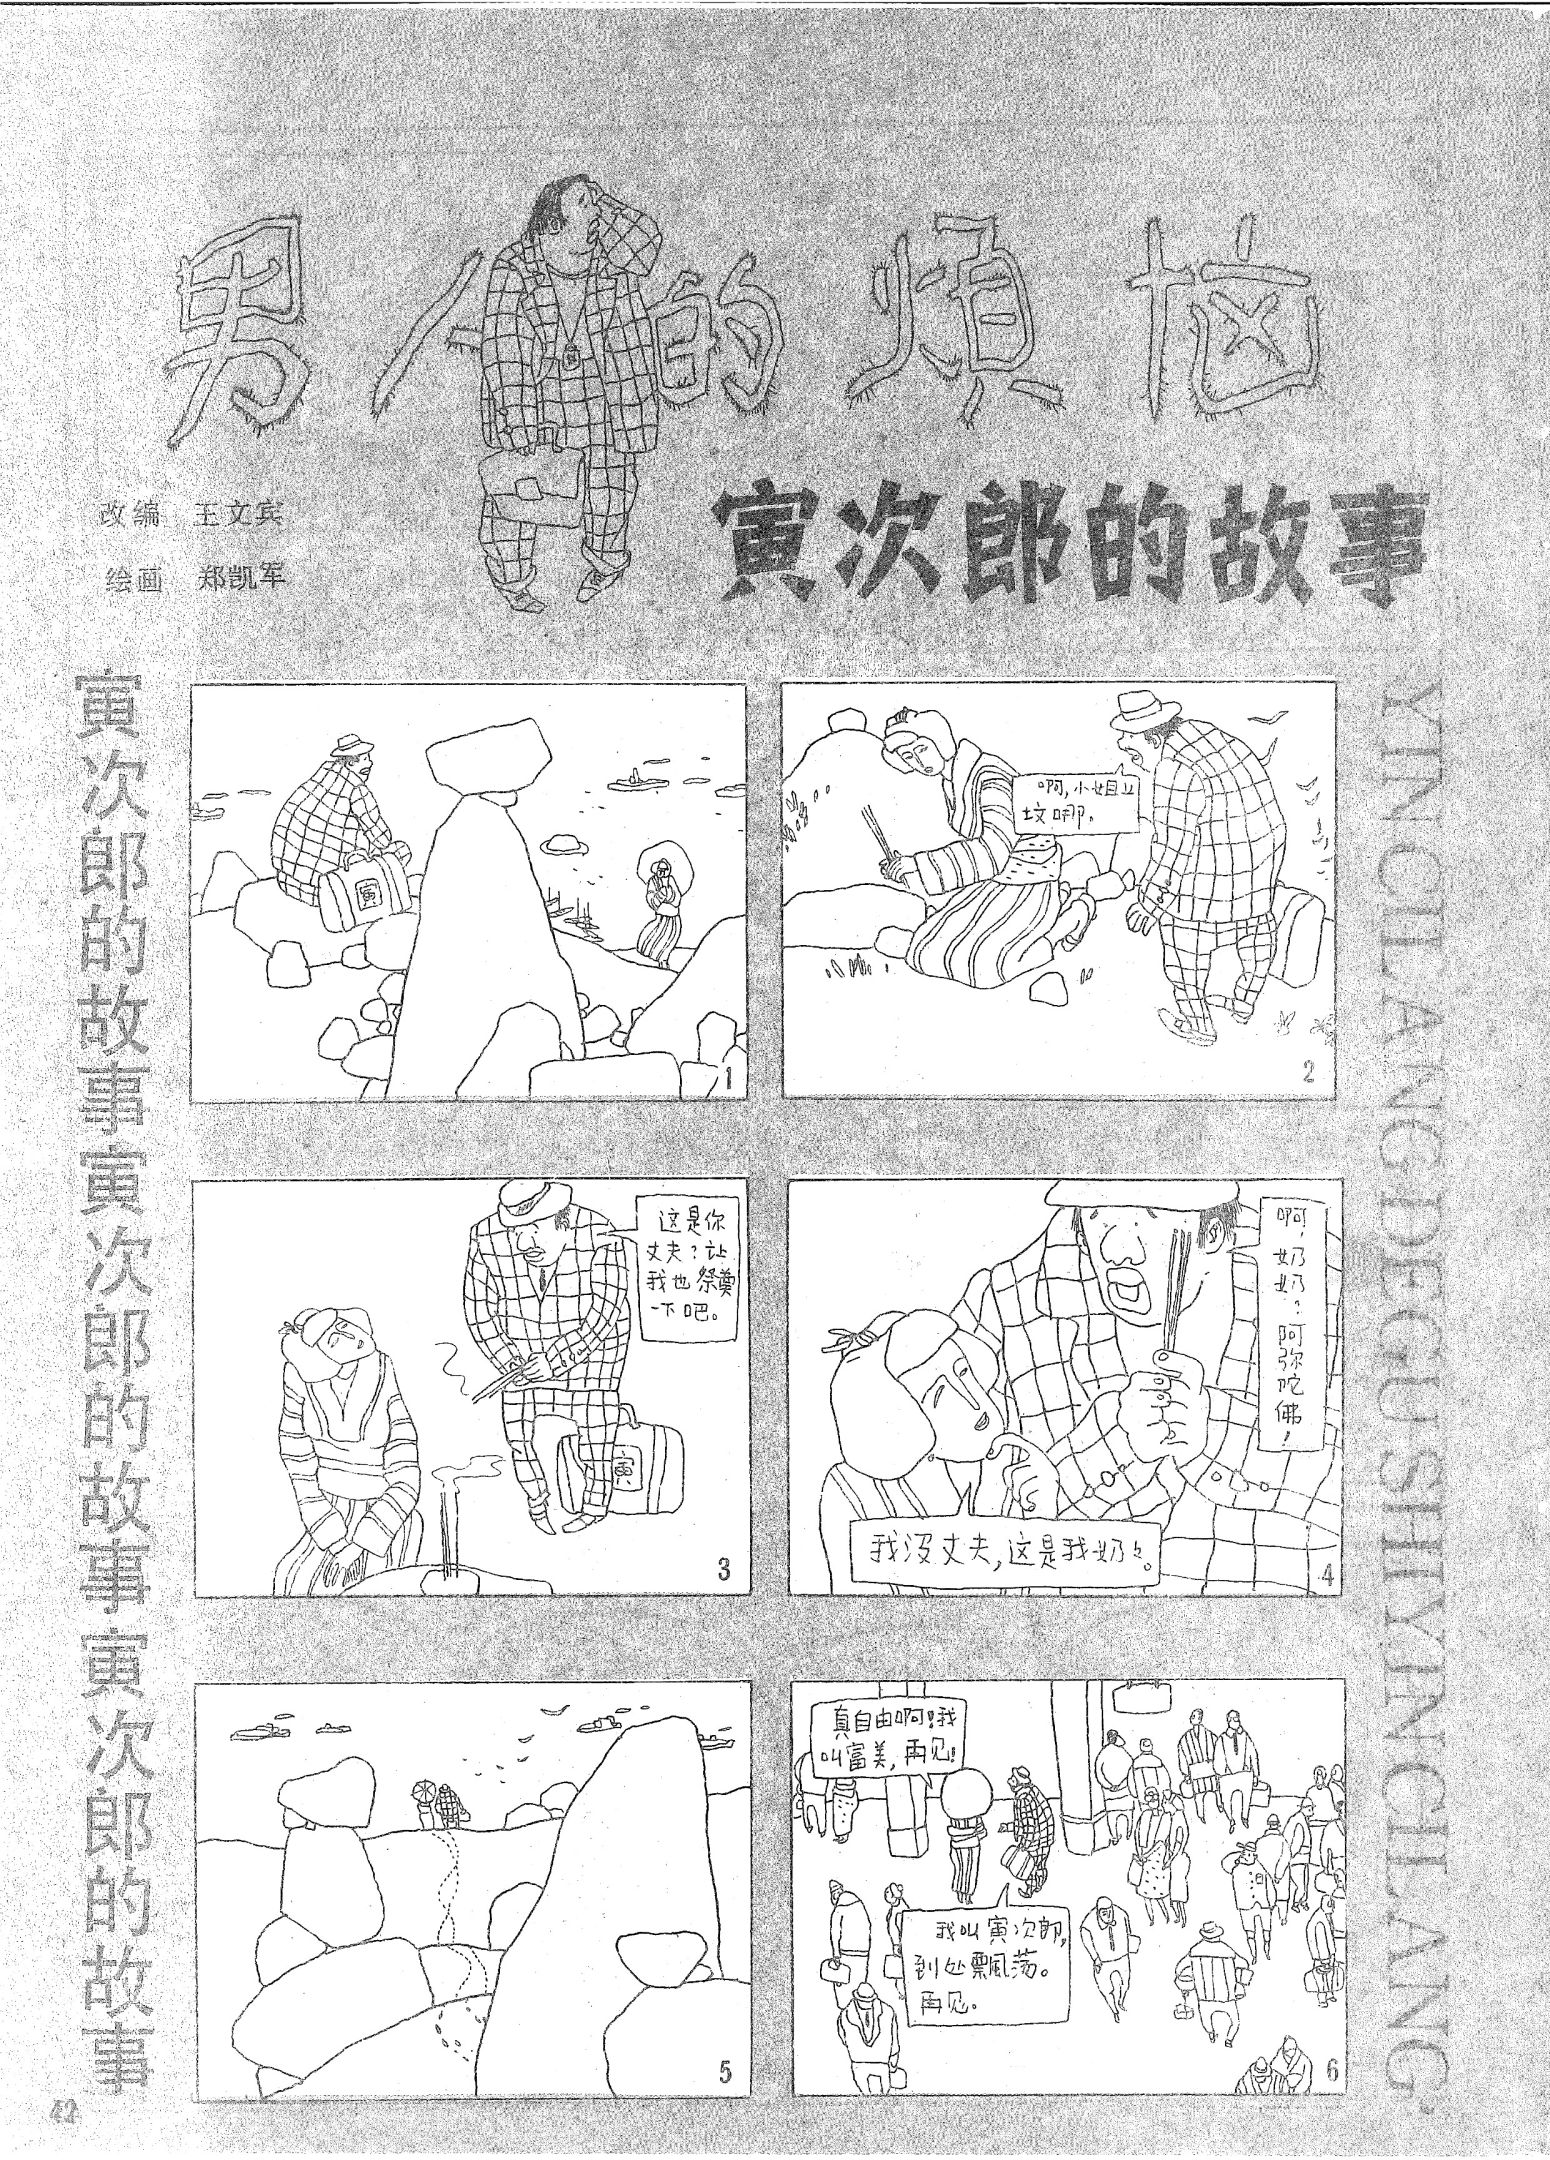 男人的烦恼
寅次郎的故事
改编 王文宾
绘画 郑凯军
寅次郎的故事寅次郎的故事寅次郎的故事
YINCILANGDEGUSHIYINCILANG
寅
1
啊,小姐立
坟哪。
2
这是你
丈夫?让
我也祭奠
一下吧。
寅
3
啊,奶奶?阿弥陀佛,
我没丈夫,这是我奶々。
4
5
真自由啊!我
叫富美,再见!
我叫寅次郎,
到处飘荡。
再见。
6
42